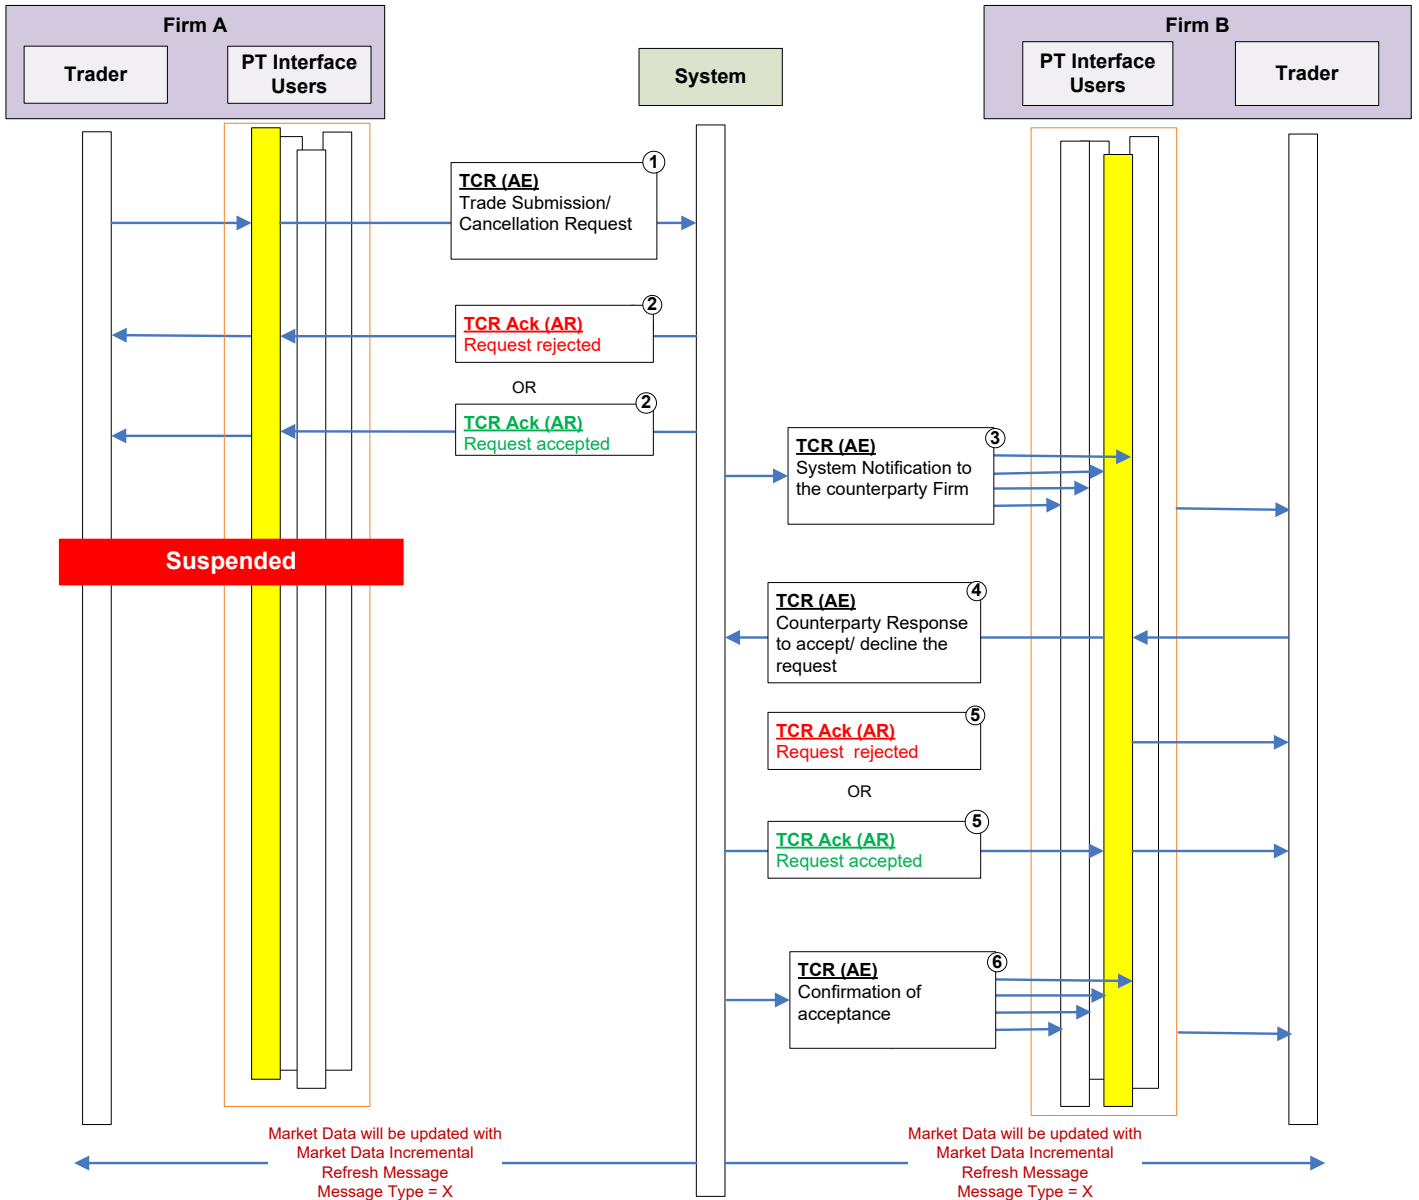 Firm A
Firm B
Trader
PT Interface
Users
System
PT Interface
Users
Trader
1
TCR (AE)
Trade Submission/
Cancellation Request
2
TCR Ack (AR)
Request rejected
OR
2
TCR Ack (AR)
Request accepted
3
TCR (AE)
System Notification to
the counterparty Firm
Suspended
4
TCR (AE)
Counterparty Response
to accept/ decline the
request
5
TCR Ack (AR)
Request  rejected
OR
5
TCR Ack (AR)
Request accepted
6
TCR (AE)
Confirmation of
acceptance
Market Data will be updated with
Market Data Incremental
Refresh Message
Message Type = X
Market Data will be updated with
Market Data Incremental
Refresh Message
Message Type = X